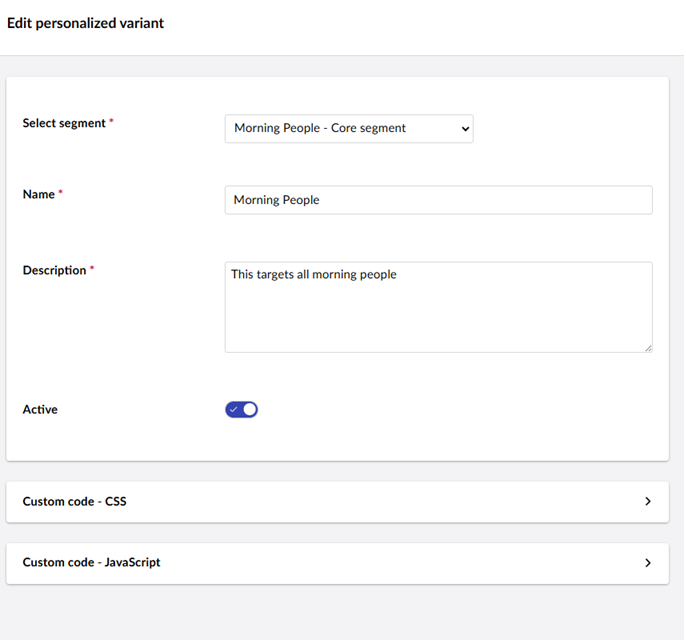 Edit personalized variant
Select segment *
Morning People - Core segment
Name *
Morning People
Description *
This targets all morning people
Active
Custom code - CSS
Custom code - JavaScript